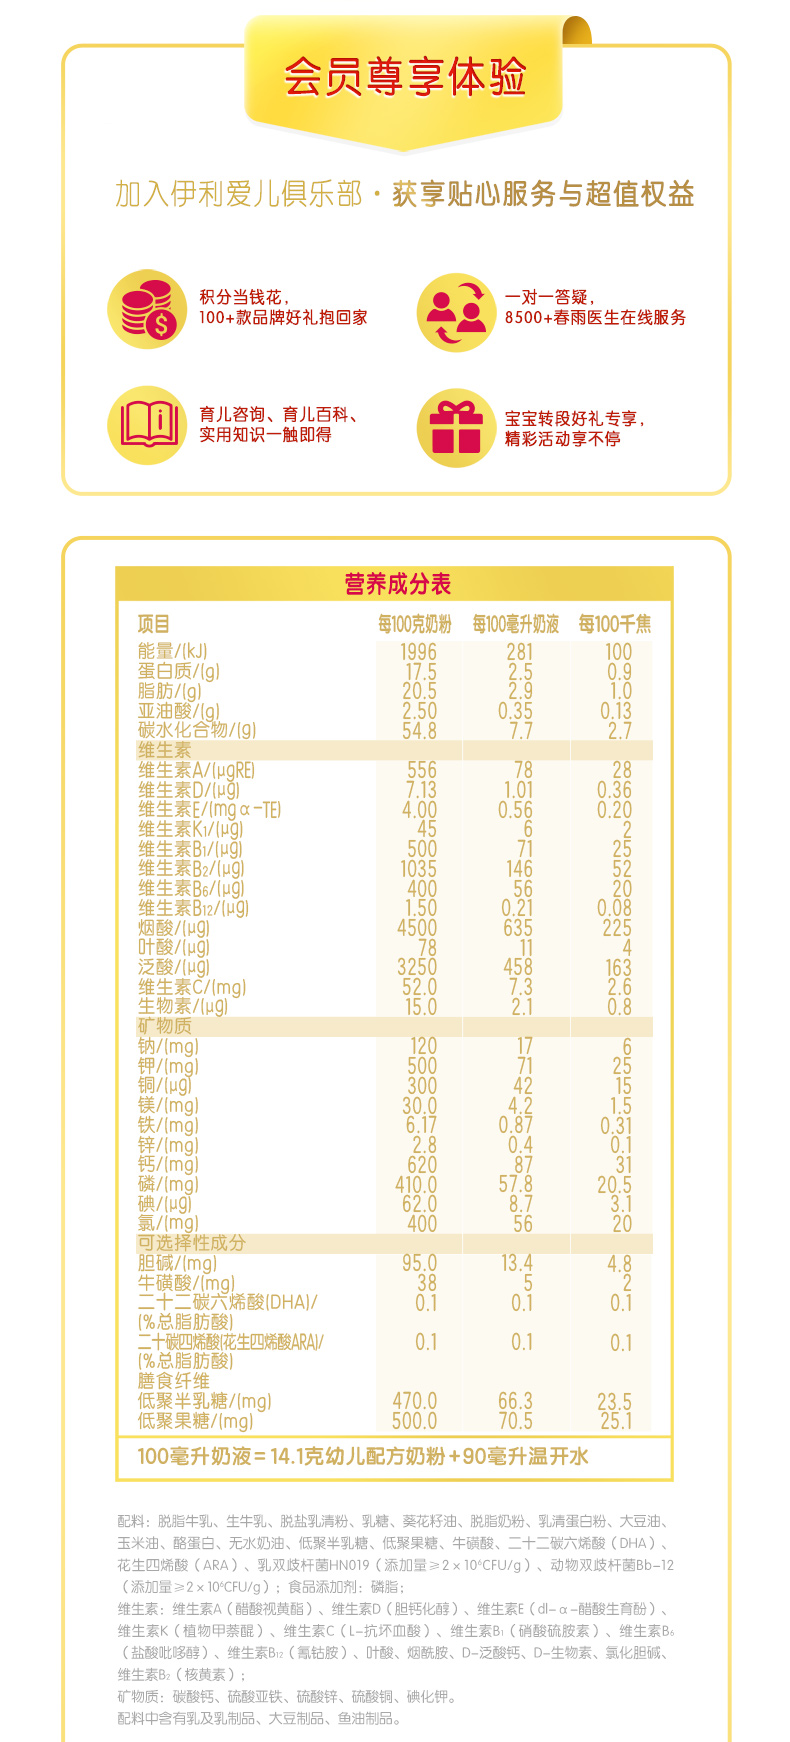 会员尊享体验
加入伊利爱儿俱乐部·获享贴心服务与超值权益
积分当钱花，
100+款品牌好礼抱回家
一对一答疑，
8500+春雨医生在线服务
育儿咨询、育儿百科、
实用知识一触即得
宝宝转段好礼专享，
精彩活动享不停
营养成分表
项目 每100克奶粉 每100毫升奶液 每100千焦
能量/(kJ) 1996 281 100
蛋白质/(g) 17.5 2.5 0.9
脂肪/(g) 20.5 2.9 1.0
亚油酸/(g) 2.50 0.35 0.13
碳水化合物/(g) 54.8 7.7 2.7
维生素
维生素A/(μgRE) 556 78 28
维生素D/(μg) 7.13 1.01 0.36
维生素E/(mgα-TE) 4.00 0.56 0.20
维生素K₁/(μg) 45 6 2
维生素B₁/(μg) 500 71 25
维生素B₂/(μg) 1035 146 52
维生素B₆/(μg) 400 56 20
维生素B₁₂/(μg) 1.50 0.21 0.08
烟酸/(μg) 4500 635 225
叶酸/(μg) 78 11 4
泛酸/(μg) 3250 458 163
维生素C/(mg) 52.0 7.3 2.6
生物素/(μg) 15.0 2.1 0.8
矿物质
钠/(mg) 120 17 6
钾/(mg) 500 71 25
铜/(μg) 300 42 15
镁/(mg) 30.0 4.2 1.5
铁/(mg) 6.17 0.87 0.31
锌/(mg) 2.8 0.4 0.1
钙/(mg) 620 87 31
磷/(mg) 410.0 57.8 20.5
碘/(μg) 62.0 8.7 3.1
氯/(mg) 400 56 20
可选择性成分
胆碱/(mg) 95.0 13.4 4.8
牛磺酸/(mg) 38 5 2
二十二碳六烯酸(DHA)/ 0.1 0.1 0.1
(%总脂肪酸)
二十碳四烯酸(花生四烯酸ARA)/ 0.1 0.1 0.1
(%总脂肪酸)
膳食纤维
低聚半乳糖/(mg) 470.0 66.3 23.5
低聚果糖/(mg) 500.0 70.5 25.1
100毫升奶液=14.1克幼儿配方奶粉+90毫升温开水
配料：脱脂牛乳、生牛乳、脱盐乳清粉、乳糖、葵花籽油、脱脂奶粉、乳清蛋白粉、大豆油、
玉米油、酪蛋白、无水奶油、低聚半乳糖、低聚果糖、牛磺酸、二十二碳六烯酸（DHA）、
花生四烯酸（ARA）、乳双歧杆菌HN019（添加量≥2×10⁶CFU/g）、动物双歧杆菌Bb-12
（添加量≥2×10⁶CFU/g）；食品添加剂：磷脂；
维生素：维生素A（醋酸视黄酯）、维生素D（胆钙化醇）、维生素E（dl-α-醋酸生育酚）、
维生素K（植物甲萘醌）、维生素C（L-抗坏血酸）、维生素B₁（硝酸硫胺素）、维生素B₆
（盐酸吡哆醇）、维生素B₁₂（氰钴胺）、叶酸、烟酰胺、D-泛酸钙、D-生物素、氯化胆碱、
维生素B₂（核黄素）；
矿物质：碳酸钙、硫酸亚铁、硫酸锌、硫酸铜、碘化钾。
配料中含有乳及乳制品、大豆制品、鱼油制品。